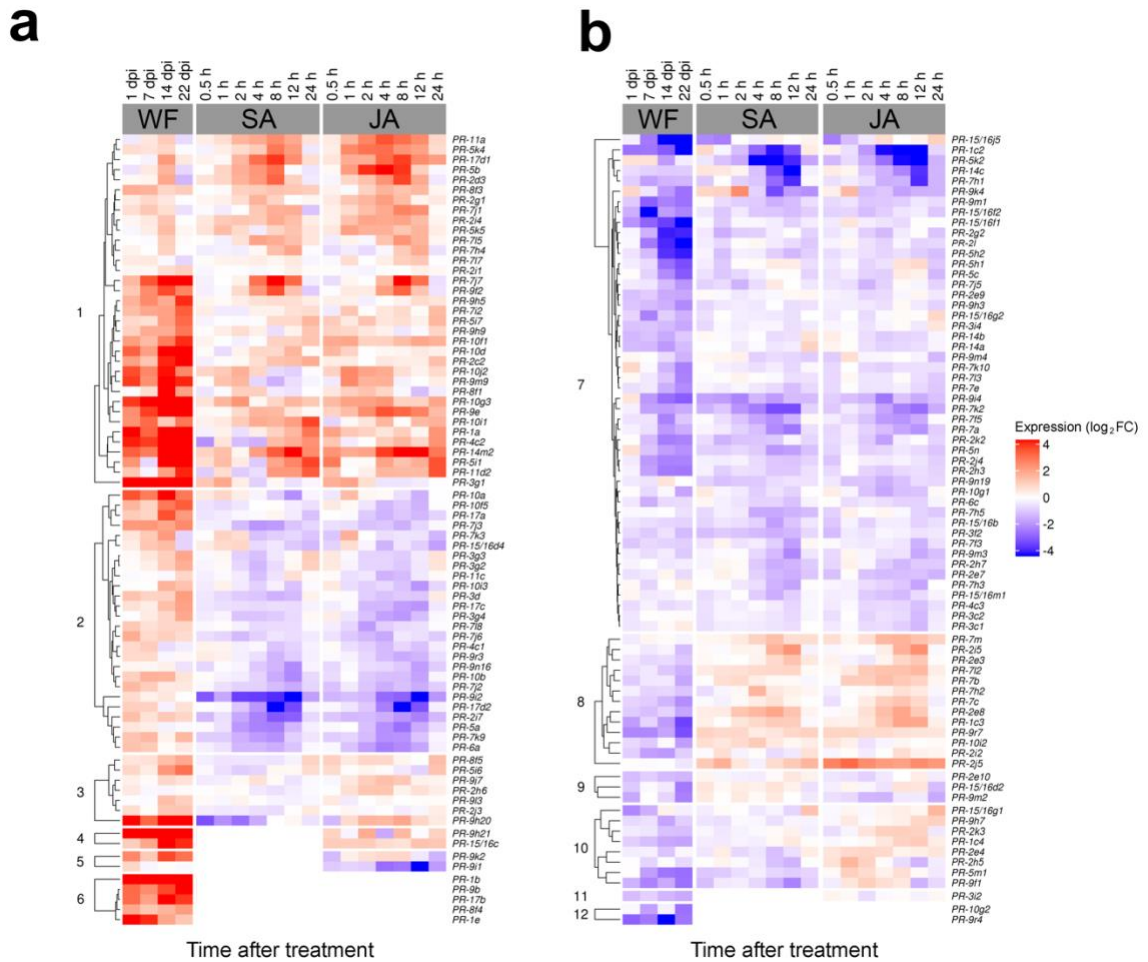 a
1 dpi
7 dpi
14 dpi
22 dpi
0.5 h
1 h
2 h
4 h
8 h
12 h
24 h
0.5 h
1 h
2 h
4 h
8 h
12 h
24 h
WF SA JA
PR-11a
PR-5k4
PR-17d1
PR-5b
PR-2d3
PR-8f3
PR-2g1
PR-7j1
PR-2i4
PR-5k5
PR-7l5
PR-7h4
PR-7l7
PR-2i1
PR-7j7
PR-9f2
PR-9h5
PR-7i2
PR-5i7
PR-9h9
PR-10f1
PR-10d
PR-2c2
PR-10j2
PR-9m9
PR-8f1
PR-10g3
PR-9e
PR-10i1
PR-1a
PR-4c2
PR-14m2
PR-5i1
PR-11d2
PR-3g1
1
PR-10a
PR-10f5
PR-17a
PR-7j3
PR-7k3
PR-15/16d4
PR-3g3
PR-3g2
PR-11c
PR-10i3
PR-3d
PR-17c
PR-3g4
PR-7l8
PR-7j6
PR-4c1
PR-9r3
PR-9n16
PR-10b
PR-7j2
PR-9i2
PR-17d2
PR-2i7
PR-5a
PR-7k9
PR-6a
2
PR-8f5
PR-5i6
PR-9j7
PR-2h6
PR-9l3
PR-2j3
PR-9h20
3
PR-9h21
PR-15/16c
4
PR-9k2
PR-9i1
5
PR-1b
PR-9b
PR-17b
PR-8f4
PR-1e
6
Time after treatment
b
1 dpi
7 dpi
14 dpi
22 dpi
0.5 h
1 h
2 h
4 h
8 h
12 h
24 h
0.5 h
1 h
2 h
4 h
8 h
12 h
24 h
WF SA JA
PR-15/16j5
PR-1c2
PR-5k2
PR-14c
PR-7h1
PR-9k4
PR-9m1
PR-15/16f2
PR-15/16f1
PR-2g2
PR-2l
PR-5h2
PR-5h1
PR-5c
PR-7j5
PR-2e9
PR-9h3
PR-15/16g2
PR-3i4
PR-14b
PR-14a
PR-9m4
PR-7k10
PR-7l3
PR-7e
PR-9i4
PR-7k2
PR-7f5
PR-7a
PR-2k2
PR-5n
PR-2j4
PR-2h3
PR-9n19
PR-10g1
PR-6c
PR-7h5
PR-15/16b
PR-3f2
PR-7f3
PR-9m3
PR-2h7
PR-2e7
PR-7h3
PR-15/16m1
PR-4c3
PR-3c2
PR-3c1
7
PR-7m
PR-2i5
PR-2e3
PR-7l2
PR-7b
PR-7h2
PR-7c
PR-2e8
PR-1c3
PR-9r7
PR-10i2
PR-2i2
PR-2j5
8
PR-2e10
PR-15/16d2
PR-9m2
9
PR-15/16g1
PR-9h7
PR-2k3
PR-1c4
PR-2e4
PR-2h5
PR-5m1
PR-9f1
10
PR-3i2
11
PR-10g2
PR-9r4
12
Time after treatment
Expression (log2FC)
4
2
0
-2
-4